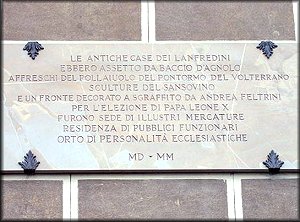 LE ANTICHE CASE DEI LANFREDINI
EBBERO ASSETTO DA BACCIO D'AGNOLO
AFFRESCHI DEL POLLAIUOLO DEL PONTORMO DEL VOLTERRANO
SCULTURE DEL SANSOVINO
E UN FRONTE DECORATO A SGRAFFITO DA ANDREA FELTRINI
PER L'ELEZIONE DI PAPA LEONE X
FURONO SEDE DI ILLUSTRI MERCATURE
RESIDENZA DI PUBBLICI FUNZIONARI
ORTO DI PERSONALITÀ ECCLESIASTICHE
MD • MM